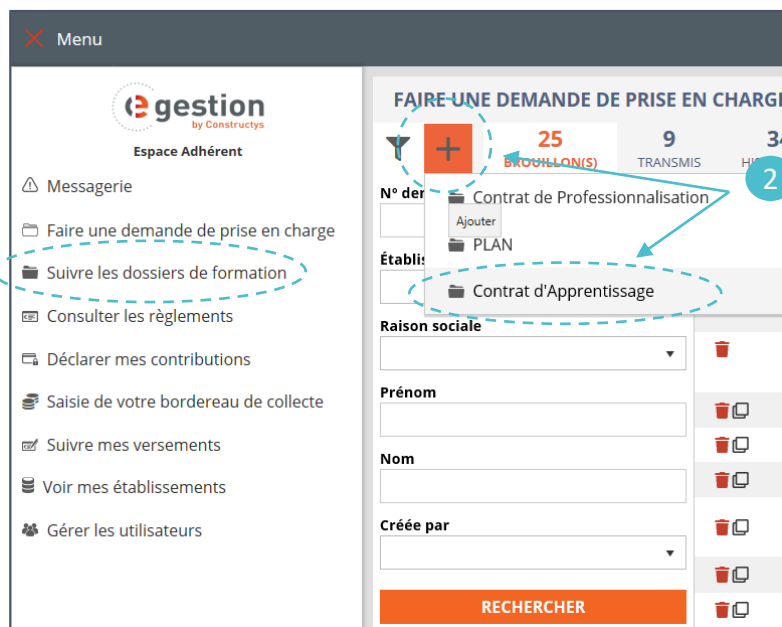 Menu
e gestion
by Constructys
Espace Adhérent
Messagerie
Faire une demande de prise en charge
Suivre les dossiers de formation
Consulter les règlements
Déclarer mes contributions
Saisie de votre bordereau de collecte
Suivre mes versements
Voir mes établissements
Gérer les utilisateurs
FAIRE UNE DEMANDE DE PRISE EN CHARGE
25
BROUILLON(S)
9
TRANSMIS
2
Contrat de Professionnalisation
Ajouter
PLAN
Contrat d'Apprentissage
Raison sociale
Prénom
Nom
Créée par
RECHERCHER